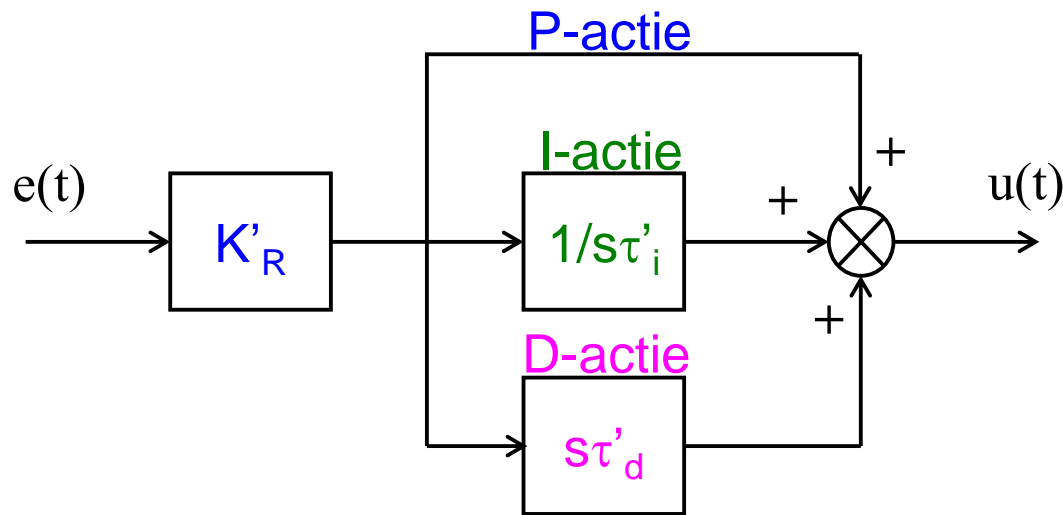 P-actie
+
I-actie
e(t)
u(t)
+
K’R
1/sτ’i
+
D-actie
sτ’d